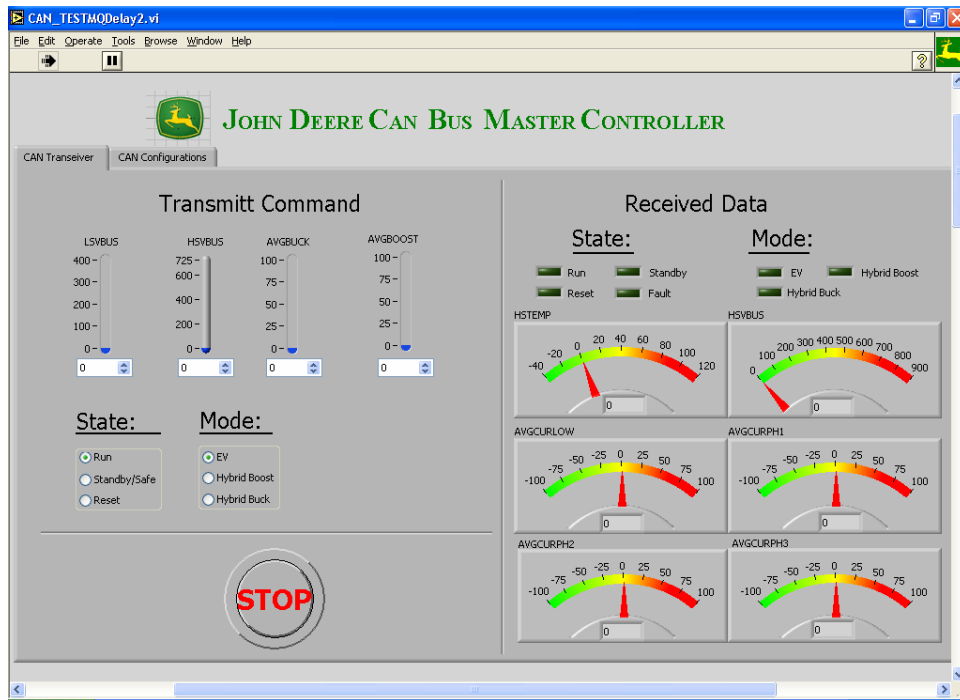 CAN_TESTMQDelay2.vi
File Edit Operate Tools Browse Window Help
?
JOHN DEERE CAN BUS MASTER CONTROLLER
CAN Transeiver CAN Configurations
Transmitt Command
LSVBUS HSVBUS AVGBUCK AVGBOOST
400 725 100 100
300 600 75 75
200 400 50 50
100 200 25 25
0 0 0 0
0 0 0 0
State: Mode:
Run EV
Standby/Safe Hybrid Boost
Reset Hybrid Buck
STOP
Received Data
State: Mode:
Run Standby EV Hybrid Boost
Reset Fault Hybrid Buck
HSTEMP HSVBUS
-40 -20 0 20 40 60 80 100 120
0
0 100 200 300 400 500 600 700 800 900
0
AVGCURLOW AVGCURPH1
-100 -75 -50 -25 0 25 50 75 100
0
-100 -75 -50 -25 0 25 50 75 100
0
AVGCURPH2 AVGCURPH3
-100 -75 -50 -25 0 25 50 75 100
0
-100 -75 -50 -25 0 25 50 75 100
0